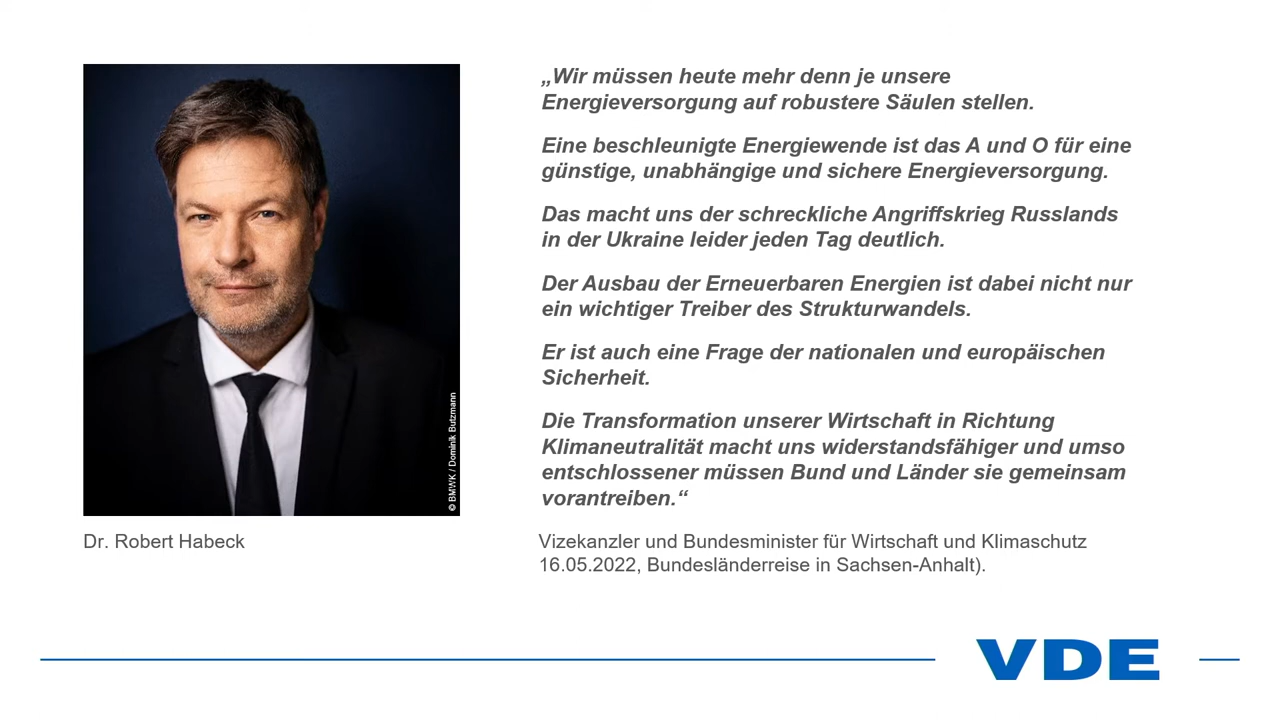 „Wir müssen heute mehr denn je unsere
Energieversorgung auf robustere Säulen stellen.
Eine beschleunigte Energiewende ist das A und O für eine
günstige, unabhängige und sichere Energieversorgung.
Das macht uns der schreckliche Angriffskrieg Russlands
in der Ukraine leider jeden Tag deutlich.
Der Ausbau der Erneuerbaren Energien ist dabei nicht nur
ein wichtiger Treiber des Strukturwandels.
Er ist auch eine Frage der nationalen und europäischen
Sicherheit.
Die Transformation unserer Wirtschaft in Richtung
Klimaneutralität macht uns widerstandsfähiger und umso
entschlossener müssen Bund und Länder sie gemeinsam
vorantreiben.“
© BMWK / Dominik Butzmann
Dr. Robert Habeck
Vizekanzler und Bundesminister für Wirtschaft und Klimaschutz
16.05.2022, Bundesländerreise in Sachsen-Anhalt).
VDE